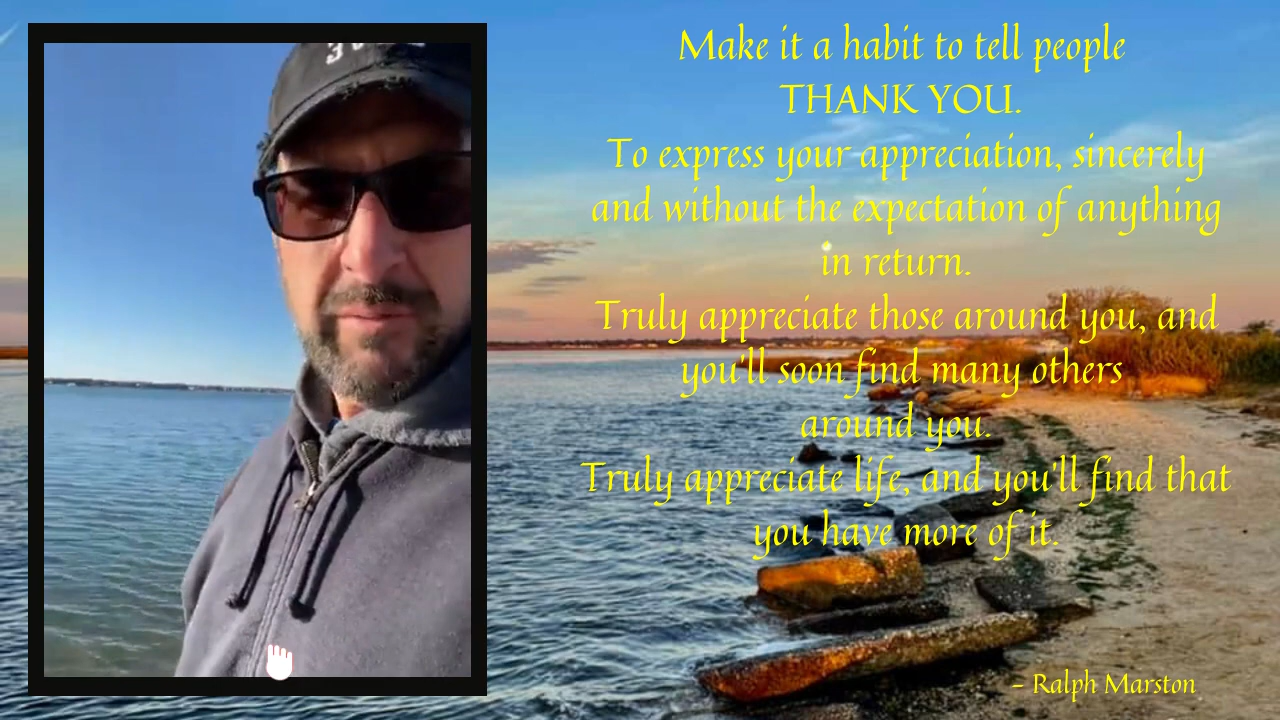 Make it a habit to tell people
THANK YOU.
To express your appreciation, sincerely
and without the expectation of anything
in return.
Truly appreciate those around you, and
you'll soon find many others
around you.
Truly appreciate life, and you'll find that
you have more of it.
- Ralph Marston